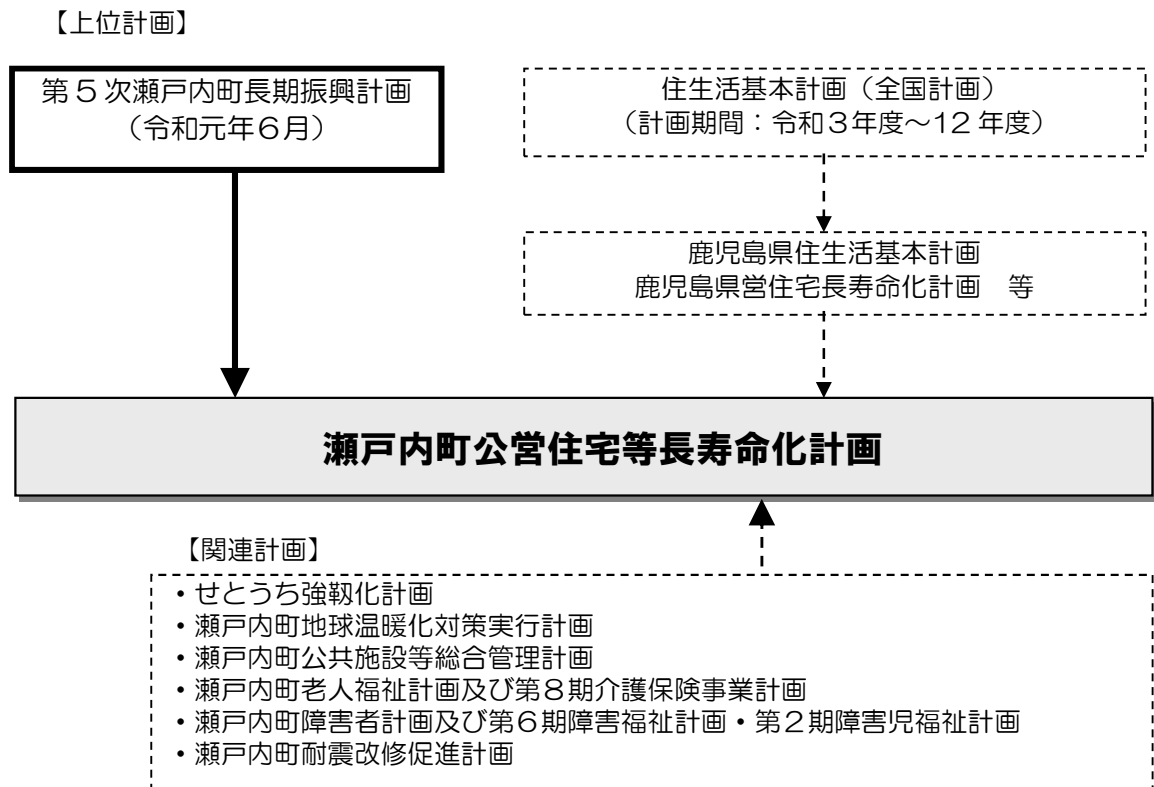 【上位計画】
第5次瀬戸内町長期振興計画
（令和元年6月）
住生活基本計画（全国計画）
（計画期間：令和3年度～12年度）
鹿児島県住生活基本計画
鹿児島県営住宅長寿命化計画　等
瀬戸内町公営住宅等長寿命化計画
【関連計画】
・せとうち強靱化計画
・瀬戸内町地球温暖化対策実行計画
・瀬戸内町公共施設等総合管理計画
・瀬戸内町老人福祉計画及び第8期介護保険事業計画
・瀬戸内町障害者計画及び第6期障害福祉計画・第2期障害児福祉計画
・瀬戸内町耐震改修促進計画